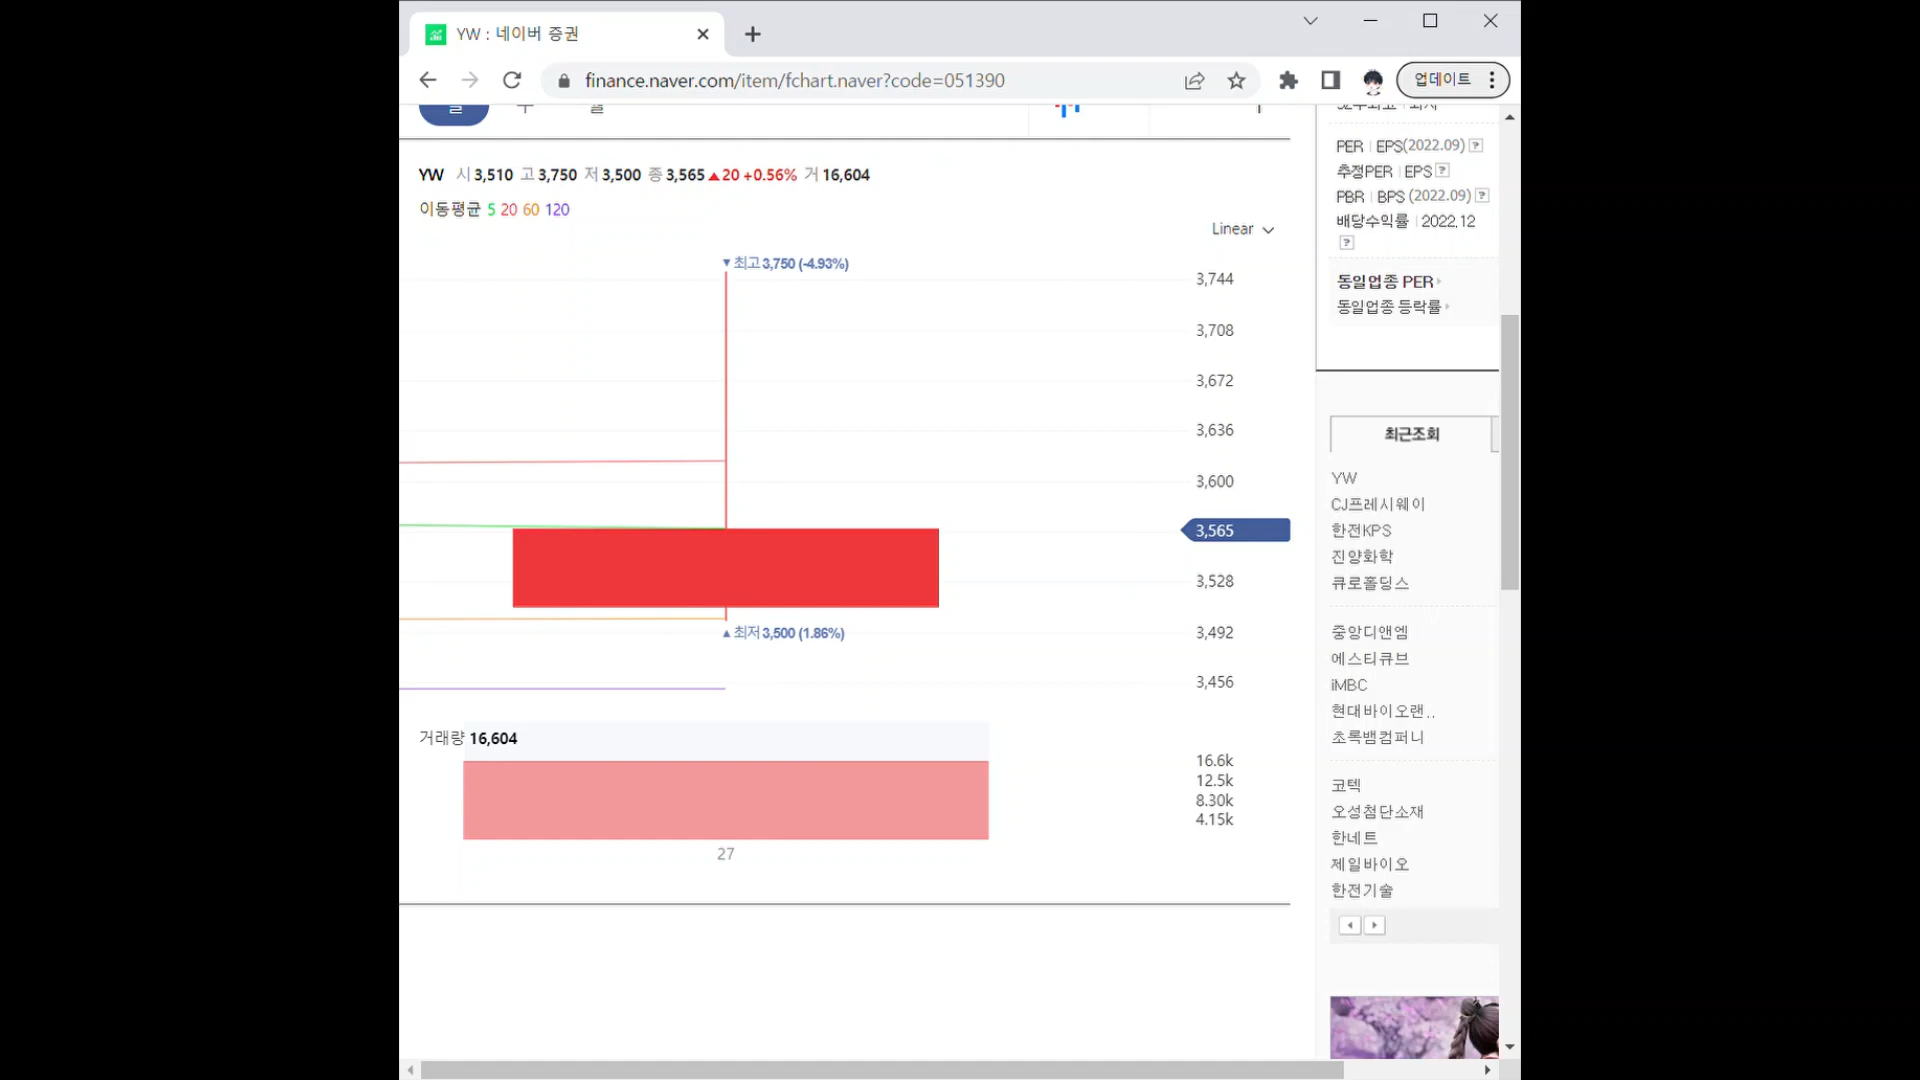 YW : 네이버 증권
finance.naver.com/item/fchart.naver?code=051390
업데이트
YW 시 3,510 고 3,750 저 3,500 종 3,565 ▲20 +0.56% 거 16,604
이동평균 5 20 60 120
Linear
▼ 최고 3,750 (-4.93%)
3,744
3,708
3,672
3,636
3,600
3,565
3,528
▲ 최저 3,500 (1.86%)
3,492
3,456
거래량 16,604
16.6k
12.5k
8.30k
4.15k
27
PER | EPS(2022.09) ?
추정PER | EPS ?
PBR | BPS (2022.09) ?
배당수익률 | 2022.12
?
동일업종 PER
동일업종 등락률
최근조회
YW
CJ프레시웨이
한전KPS
진양화학
큐로홀딩스
중앙디앤엠
에스티큐브
iMBC
현대바이오랜..
초록뱀컴퍼니
코텍
오성첨단소재
한네트
제일바이오
한전기술